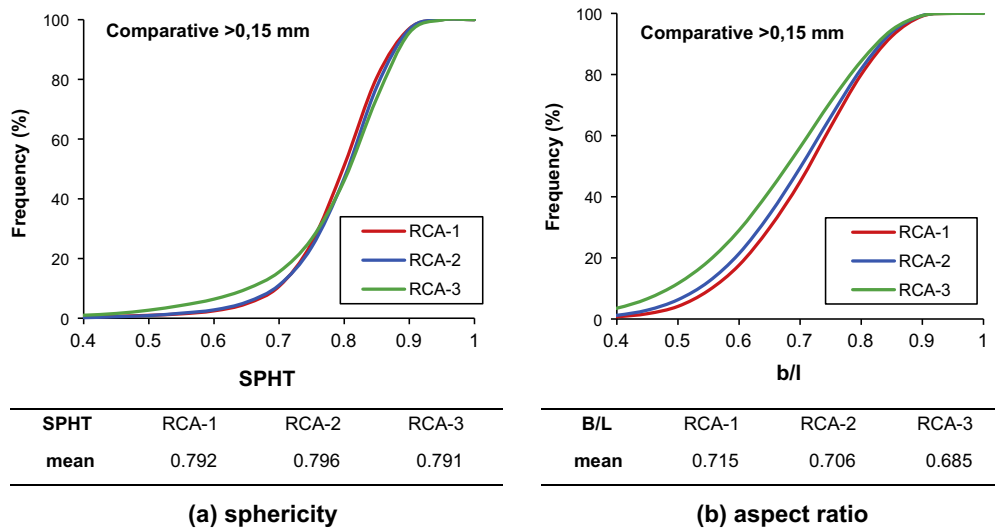 Comparative >0,15 mm
Frequency (%)
100
80
60
40
20
0
0.4 0.5 0.6 0.7 0.8 0.9 1
SPHT
RCA-1
RCA-2
RCA-3
SPHT RCA-1 RCA-2 RCA-3
mean 0.792 0.796 0.791
(a) sphericity
Comparative >0,15 mm
Frequency (%)
100
80
60
40
20
0
0.4 0.5 0.6 0.7 0.8 0.9 1
b/l
RCA-1
RCA-2
RCA-3
B/L RCA-1 RCA-2 RCA-3
mean 0.715 0.706 0.685
(b) aspect ratio